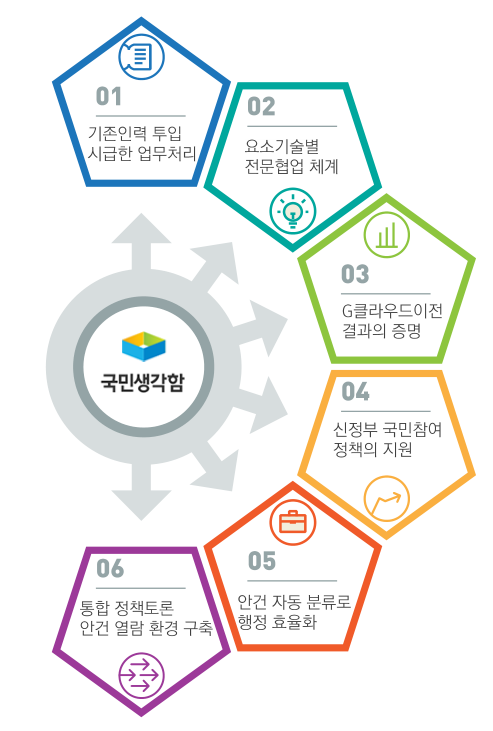 01
기존인력 투입
시급한 업무처리
02
요소기술별
전문협업 체계
03
G클라우드이전
결과의 증명
국민생각함
04
신정부 국민참여
정책의 지원
05
안건 자동 분류로
행정 효율화
06
통합 정책토론
안건 열람 환경 구축